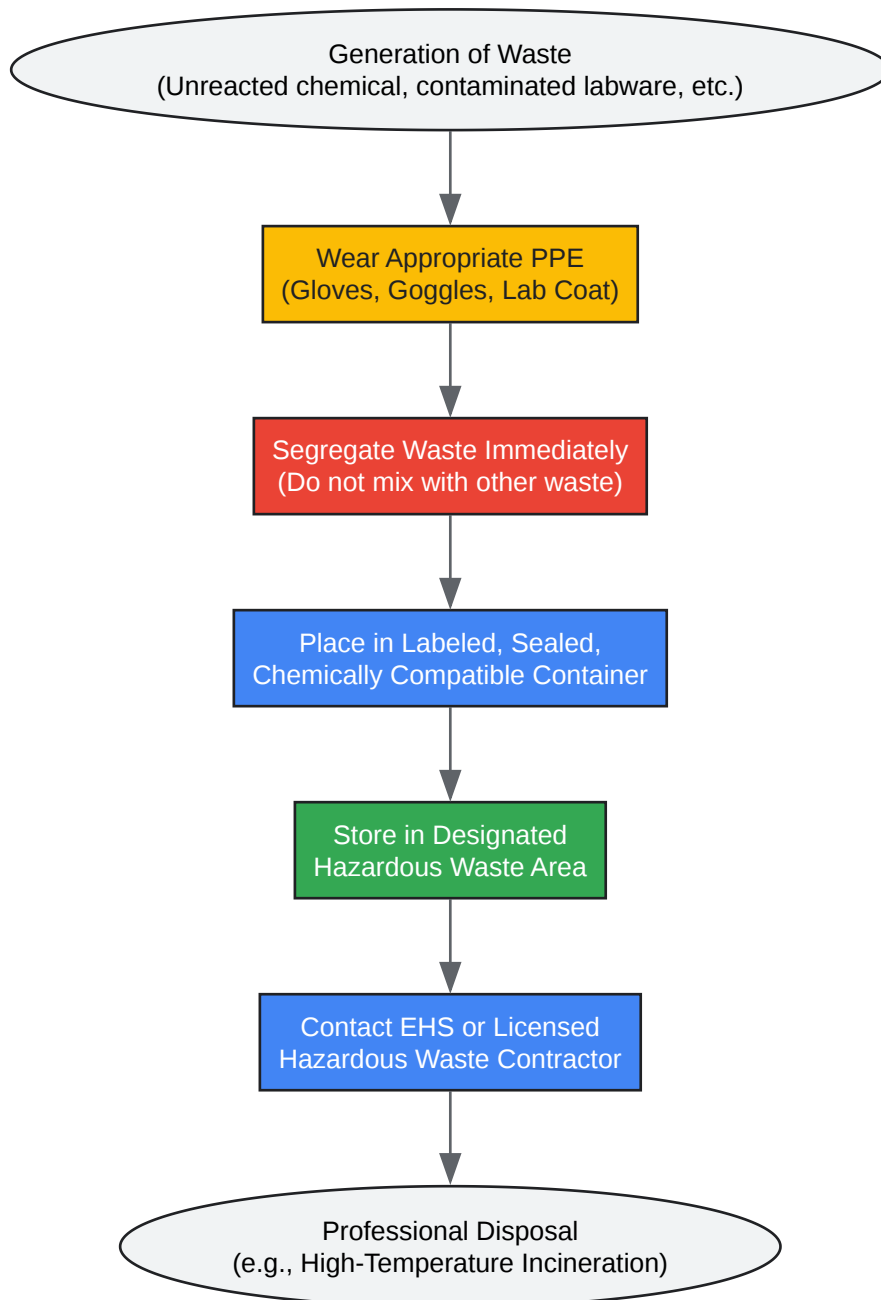 Generation of Waste
(Unreacted chemical, contaminated labware, etc.)
Wear Appropriate PPE
(Gloves, Goggles, Lab Coat)
Segregate Waste Immediately
(Do not mix with other waste)
Place in Labeled, Sealed,
Chemically Compatible Container
Store in Designated
Hazardous Waste Area
Contact EHS or Licensed
Hazardous Waste Contractor
Professional Disposal
(e.g., High-Temperature Incineration)